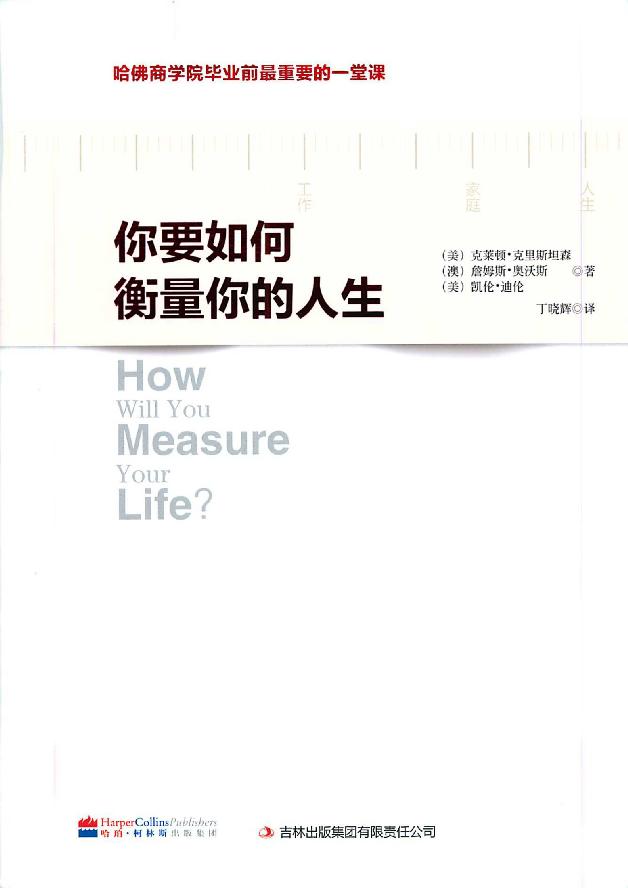 哈佛商学院毕业前最重要的一堂课
工作
家庭
人生
你要如何
衡量你的人生
(美) 克莱顿·克里斯坦森
(澳) 詹姆斯·奥沃斯 ◎著
(美) 凯伦·迪伦
丁晓辉◎译
How
Will You
Measure
Your
Life?
HarperCollinsPublishers
哈珀·柯林斯出版集团
吉林出版集团有限责任公司